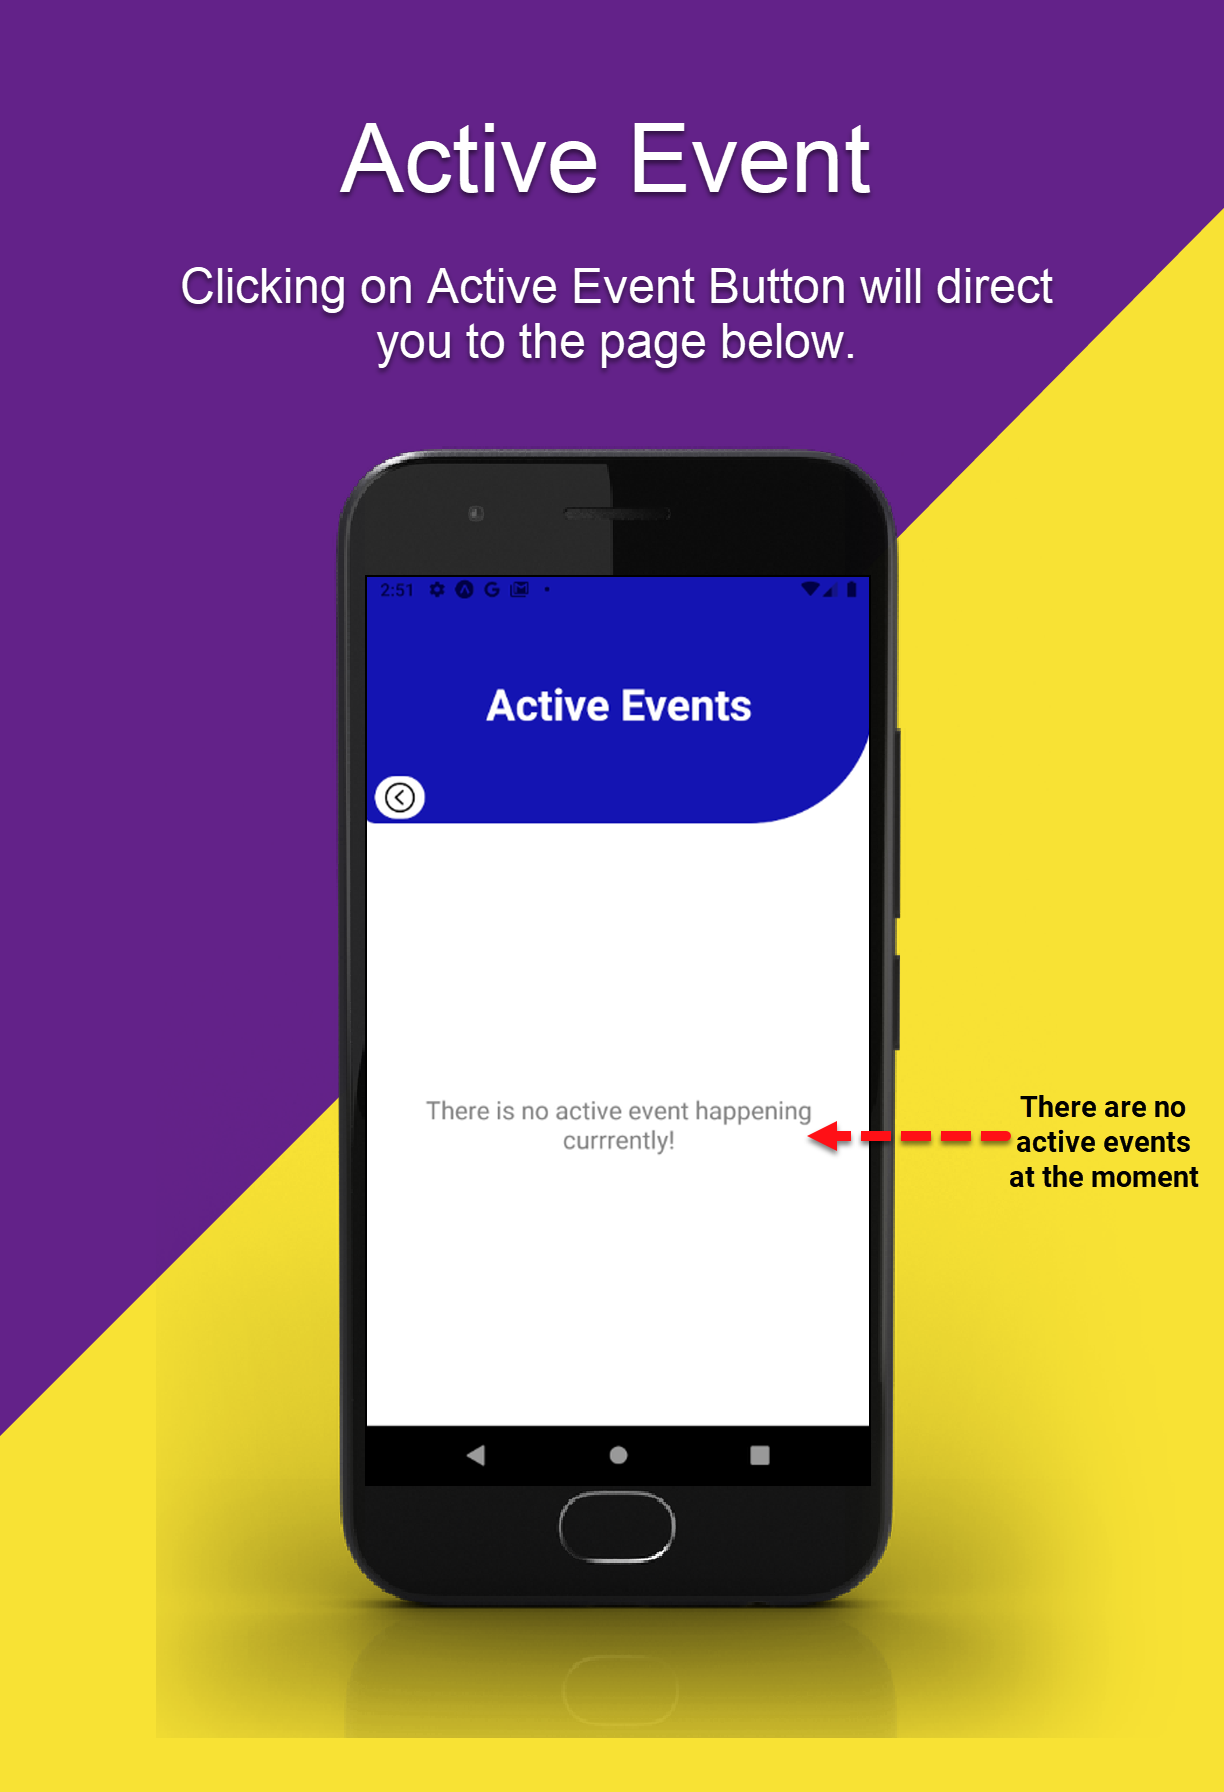 Active Event
Clicking on Active Event Button will direct
you to the page below.
2:51
Active Events
There is no active event happening
currrently!
There are no
active events
at the moment